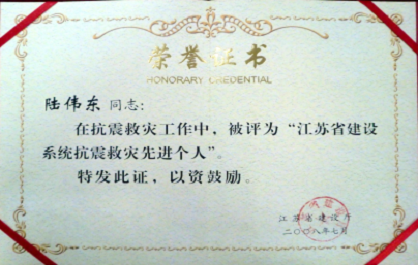 荣誉证书
HONORARY CREDENTIAL
陆伟东 同志：
在抗震救灾工作中，被评为“江苏省建设
系统抗震救灾先进个人”。
特发此证，以资鼓励。
江苏省建设厅
二〇〇八年七月